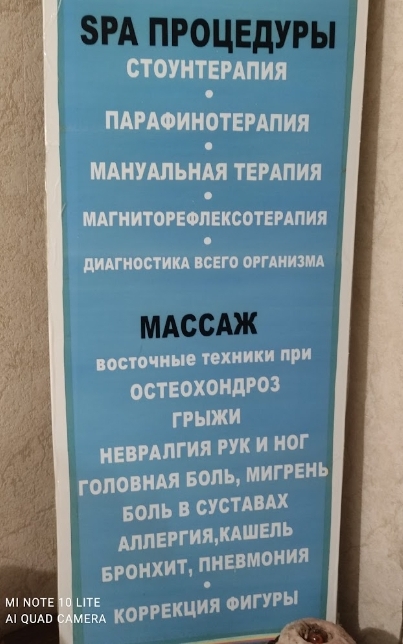 SPA ПРОЦЕДУРЫ
СТОУНТЕРАПИЯ
•
ПАРАФИНОТЕРАПИЯ
•
МАНУАЛЬНАЯ ТЕРАПИЯ
•
МАГНИТОРЕФЛЕКСОТЕРАПИЯ
•
ДИАГНОСТИКА ВСЕГО ОРГАНИЗМА
МАССАЖ
восточные техники при
ОСТЕОХОНДРОЗ
ГРЫЖИ
НЕВРАЛГИЯ РУК И НОГ
ГОЛОВНАЯ БОЛЬ, МИГРЕНЬ
БОЛЬ В СУСТАВАХ
АЛЛЕРГИЯ,КАШЕЛЬ
БРОНХИТ, ПНЕВМОНИЯ
•
КОРРЕКЦИЯ ФИГУРЫ
MI NOTE 10 LITE
AI QUAD CAMERA